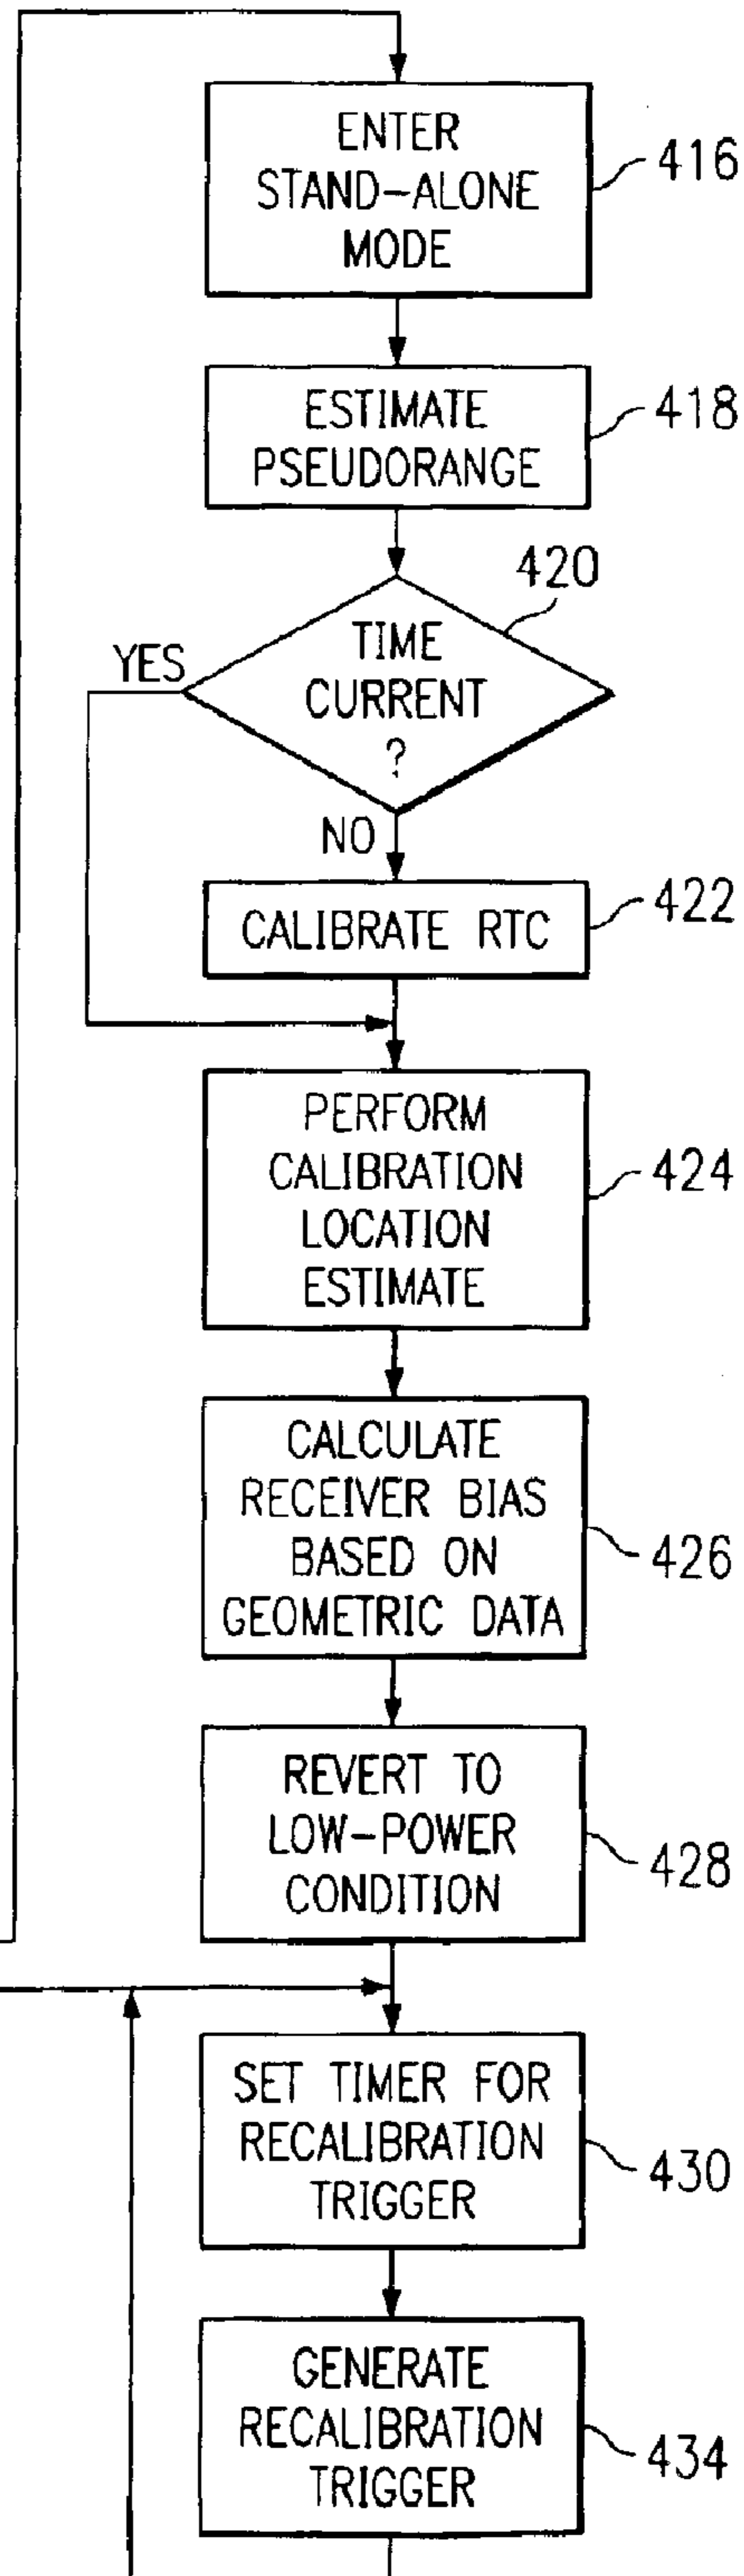 ENTER
STAND-ALONE
MODE
416
ESTIMATE
PSEUDORANGE
418
420
YES
TIME
CURRENT
?
NO
CALIBRATE RTC
422
PERFORM
CALIBRATION
LOCATION
ESTIMATE
424
CALCULATE
RECEIVER BIAS
BASED ON
GEOMETRIC DATA
426
REVERT TO
LOW-POWER
CONDITION
428
SET TIMER FOR
RECALIBRATION
TRIGGER
430
GENERATE
RECALIBRATION
TRIGGER
434